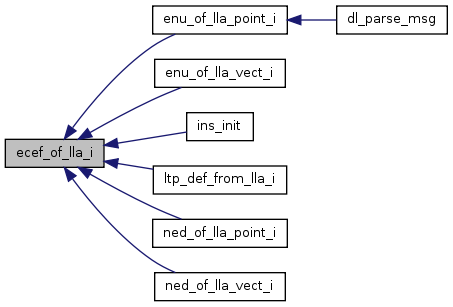 enu_of_lla_point_i
dl_parse_msg
enu_of_lla_vect_i
ins_init
ecef_of_lla_i
ltp_def_from_lla_i
ned_of_lla_point_i
ned_of_lla_vect_i